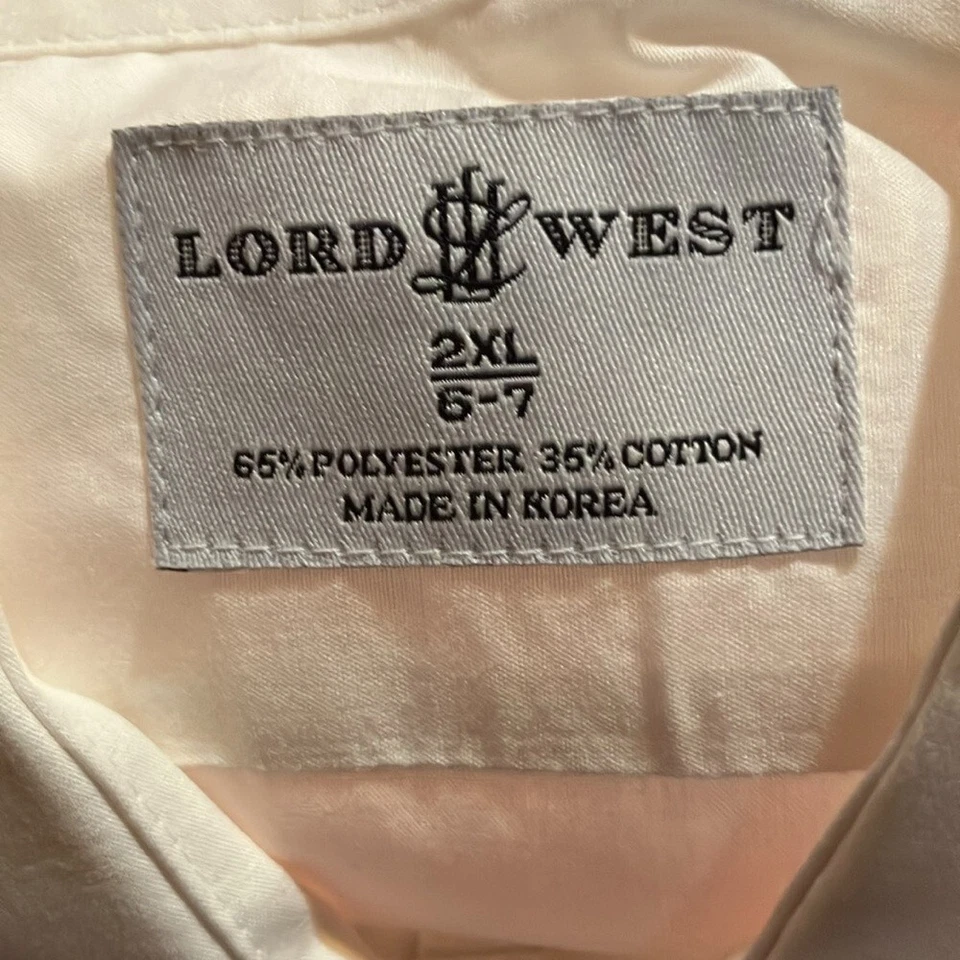 LORD WEST
2XL
6-7
65% POLYESTER 35% COTTON
MADE IN KOREA